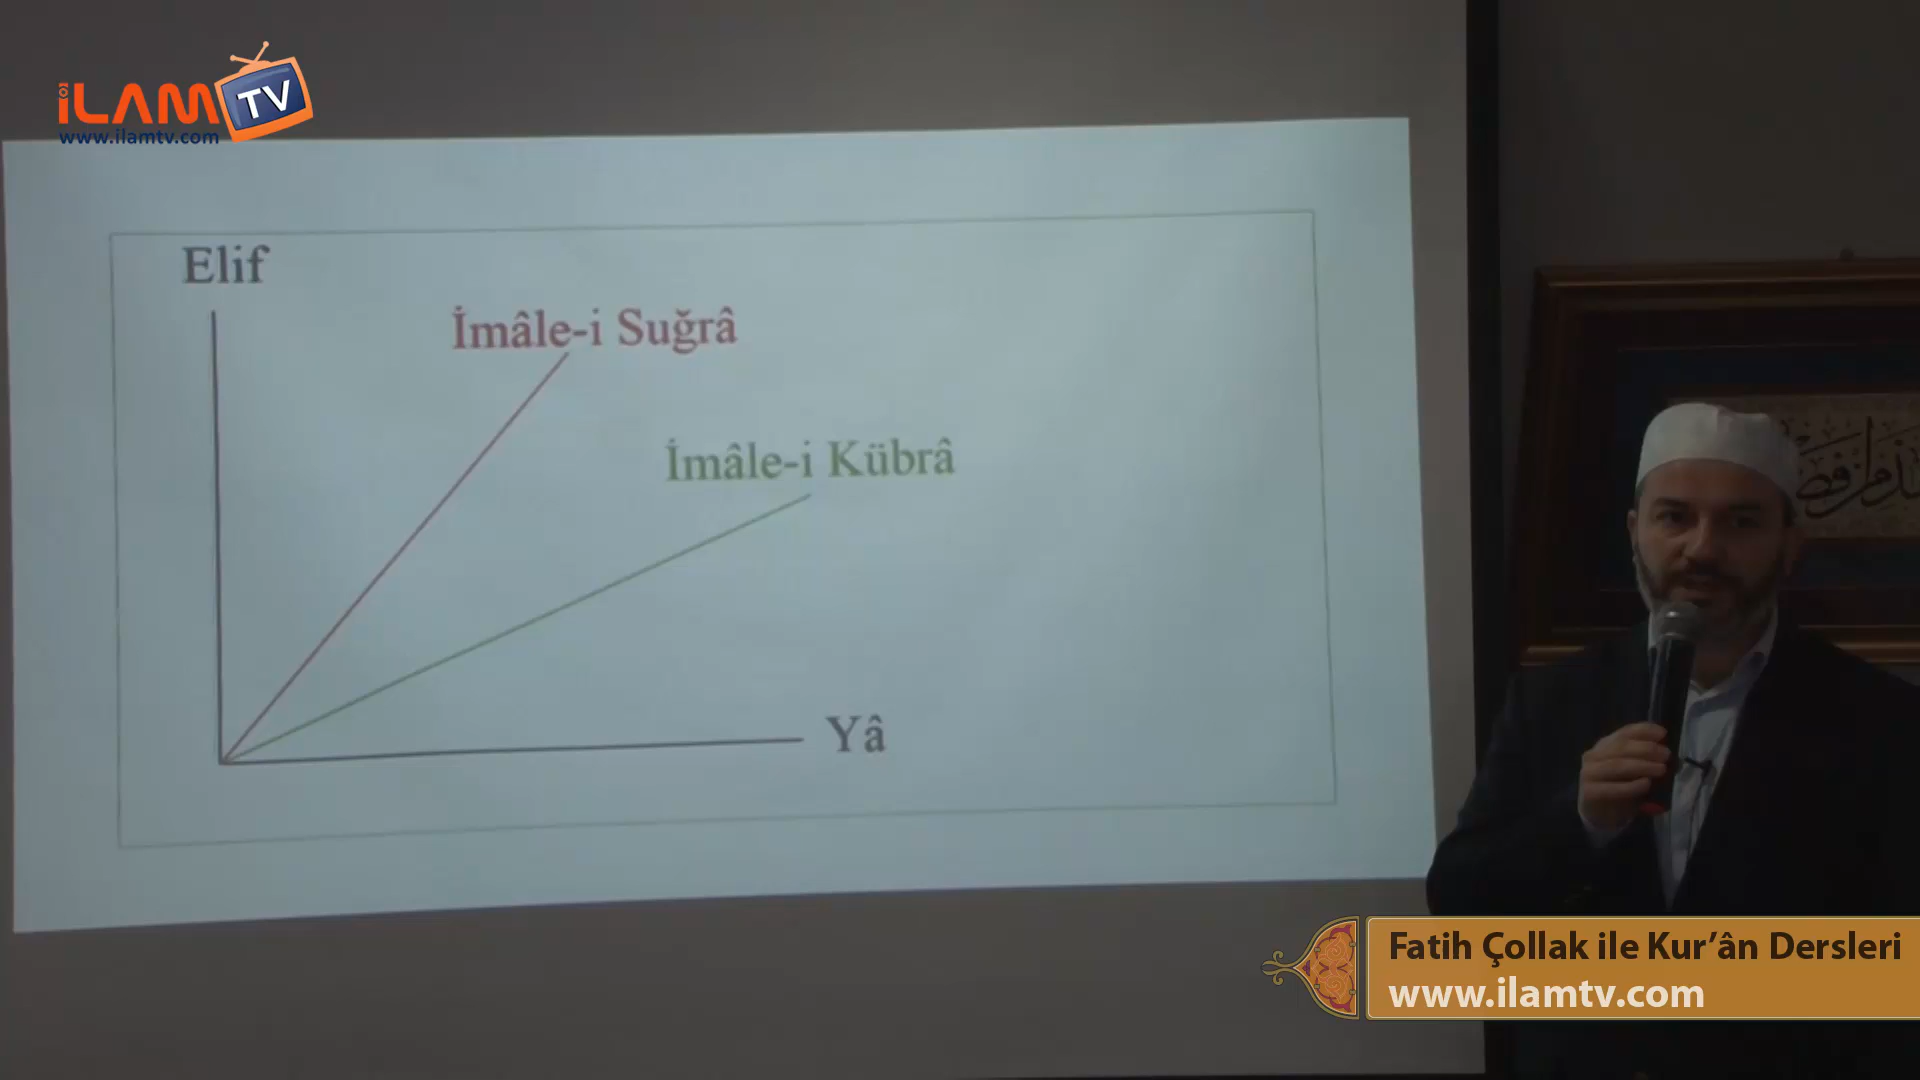 iLAM TV
www.ilamtv.com
Elif
İmâle-i Suğrâ
İmâle-i Kübrâ
Yâ
Fatih Çollak ile Kur’ân Dersleri
www.ilamtv.com